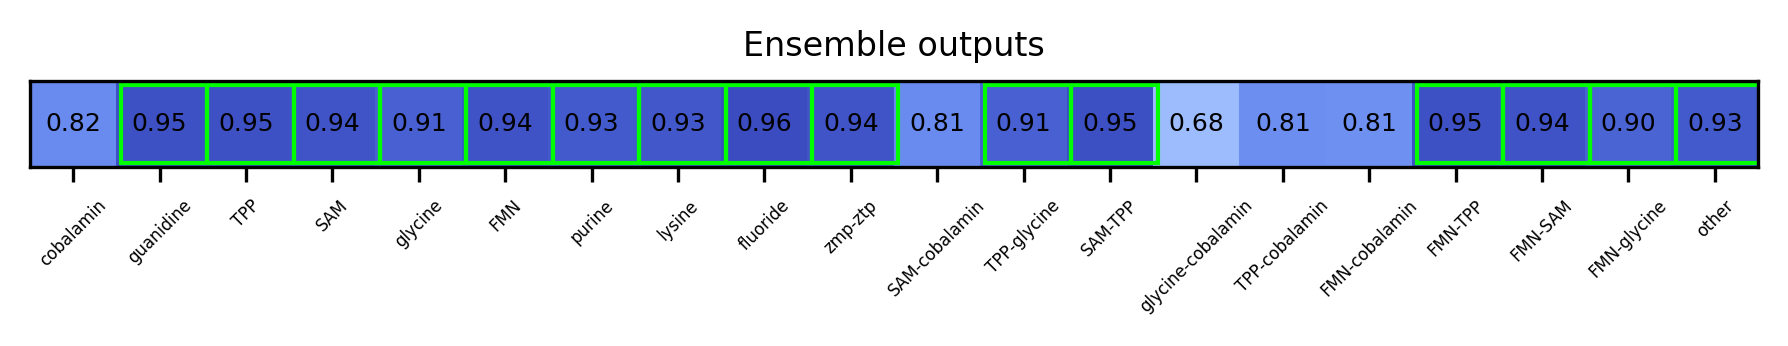 Ensemble outputs
0.82 0.95 0.95 0.94 0.91 0.94 0.93 0.93 0.96 0.94 0.81 0.91 0.95 0.68 0.81 0.81 0.95 0.94 0.90 0.93
cobalamin guanidine TPP SAM glycine FMN purine lysine fluoride zmp-ztp SAM-cobalamin TPP-glycine SAM-TPP glycine-cobalamin TPP-cobalamin FMN-cobalamin FMN-TPP FMN-SAM FMN-glycine other